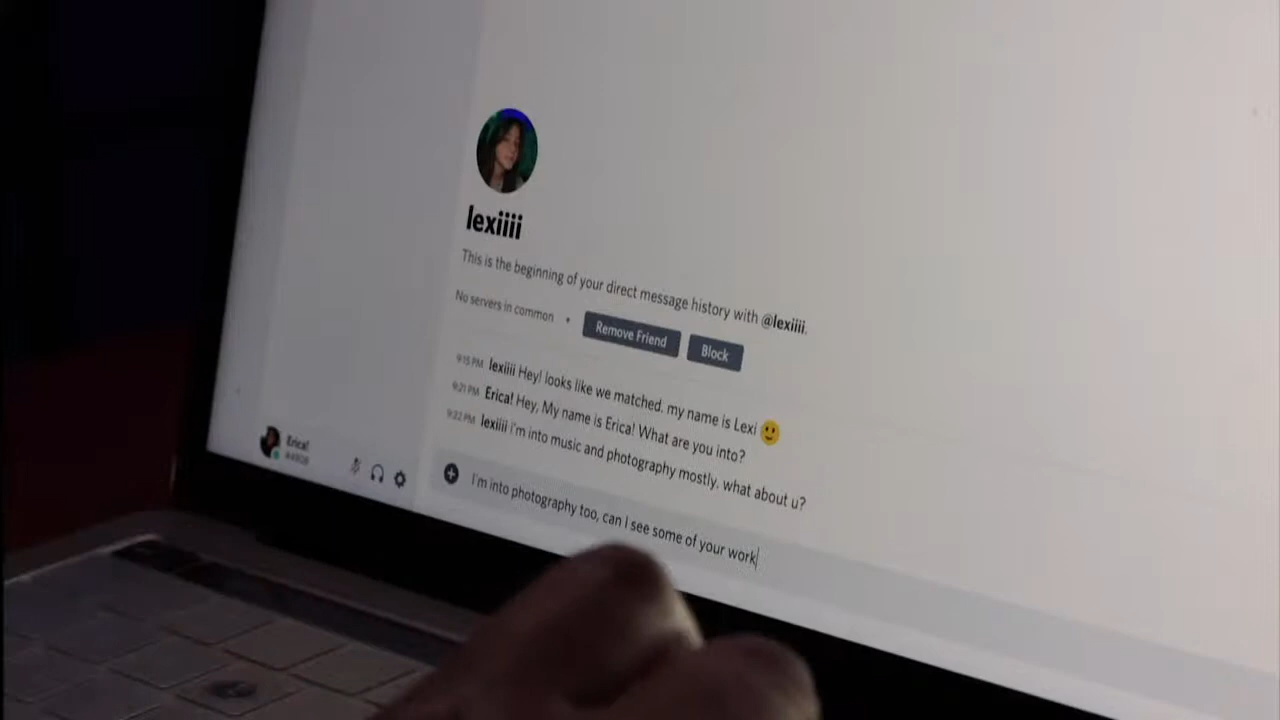 lexiiii
This is the beginning of your direct message history with @lexiiii.
No servers in common • Remove Friend Block
9:15 PM lexiiii Hey! looks like we matched. my name is Lexi 🙂
9:21 PM Erica! Hey, My name is Erica! What are you into?
9:22 PM lexiiii i'm into music and photography mostly. what about u?
I'm into photography too, can I see some of your work
Erica!